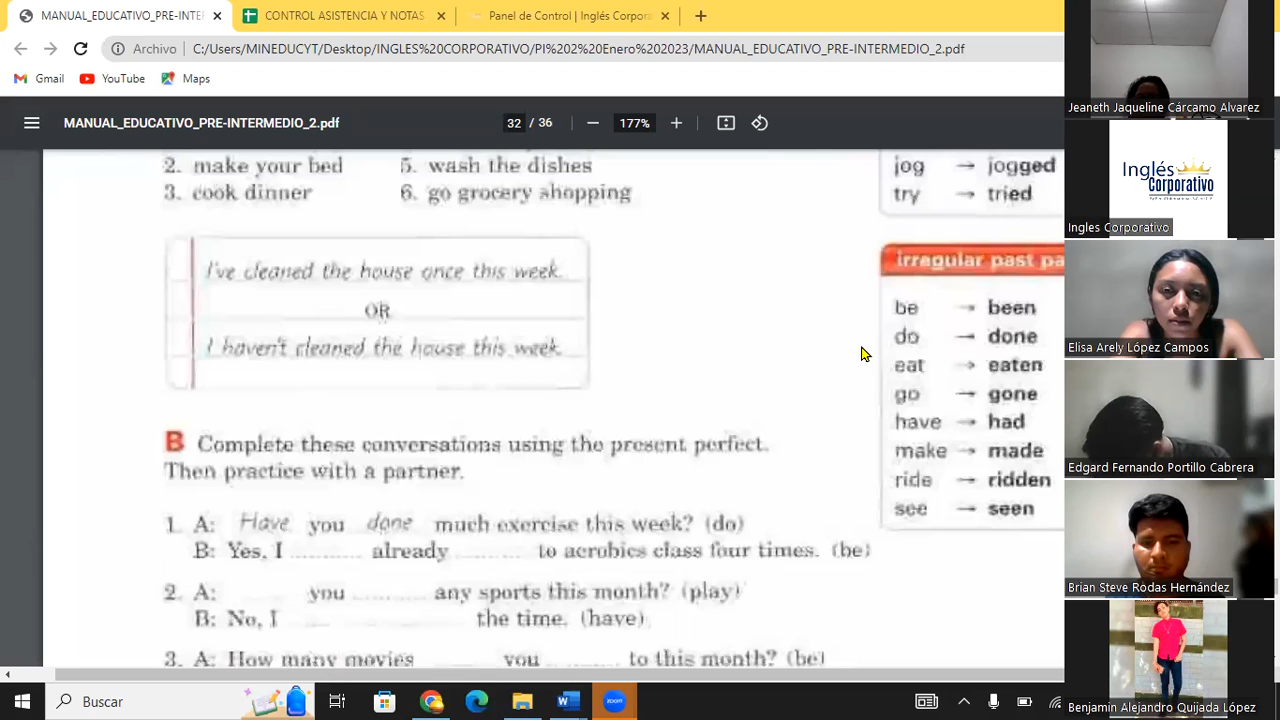 MANUAL_EDUCATIVO_PRE-INTER
CONTROL ASISTENCIA Y NOTAS
Panel de Control | Inglés Corpora
Archivo
C:/Users/MINEDUCYT/Desktop/INGLES%20CORPORATIVO/PI%202%20Enero%202023/MANUAL_EDUCATIVO_PRE-INTERMEDIO_2.pdf
Gmail
YouTube
Maps
MANUAL_EDUCATIVO_PRE-INTERMEDIO_2.pdf
32 / 36
177%
2. make your bed
5. wash the dishes
3. cook dinner
6. go grocery shopping
jog → jogged
try → tried
I've cleaned the house once this week.
OR
I haven't cleaned the house this week.
irregular past pa
be → been
do → done
eat → eaten
go → gone
have → had
make → made
ride → ridden
see → seen
B Complete these conversations using the present perfect.
Then practice with a partner.
1. A: Have you done much exercise this week? (do)
B: Yes, I .......... already .......... to aerobics class four times. (be)
2. A: you .......... any sports this month? (play)
B: No, I the time. (have)
3. A: How many movies you to this month? (be)
Jeaneth Jaqueline Cárcamo Alvarez
Inglés
Corporativo
Ingles Corporativo
Elisa Arely López Campos
Edgard Fernando Portillo Cabrera
Brian Steve Rodas Hernández
Benjamin Alejandro Quijada López
Buscar
zoom